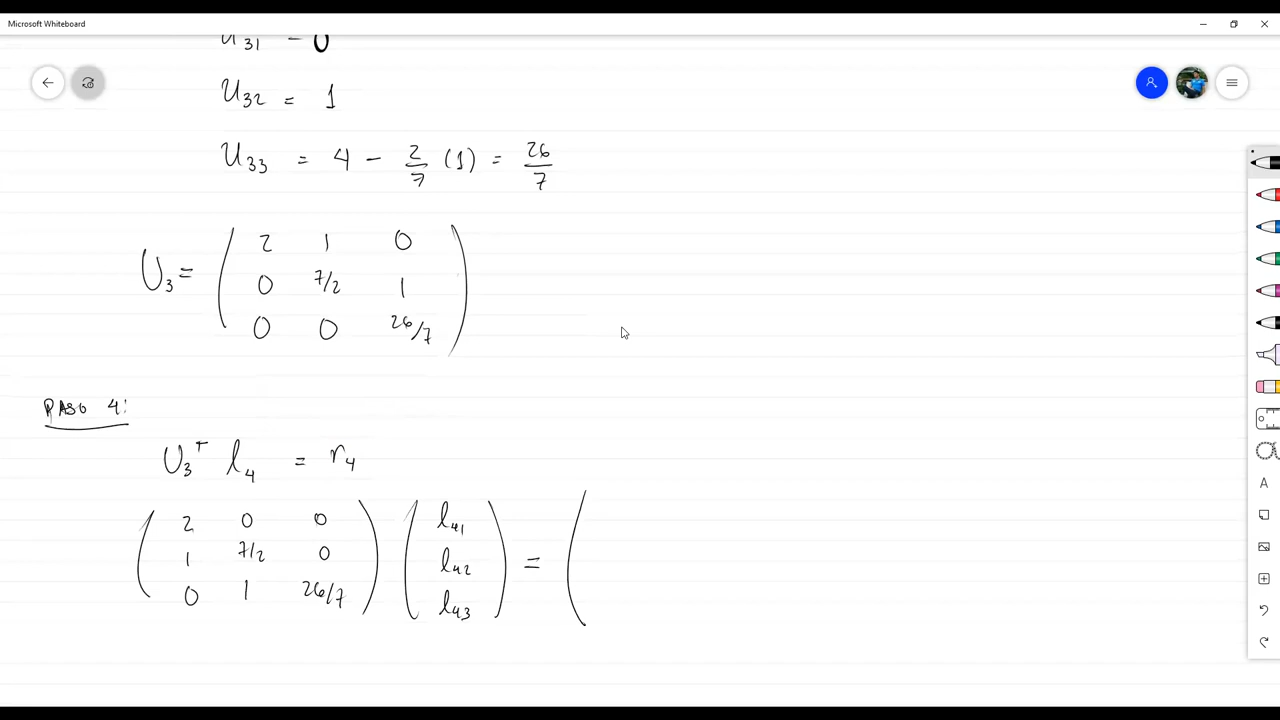 Microsoft Whiteboard
u₃₁ = 0
u₃₂ = 1
u₃₃ = 4 - 2/7 (1) = 26/7
U₃ = ( 2 1 0
0 7/2 1
0 0 26/7 )
PASO 4:
U₃ᵀ l₄ = r₄
( 2 0 0 ) ( l₄₁ ) = (
1 7/2 0 l₄₂
0 1 26/7 l₄₃
A